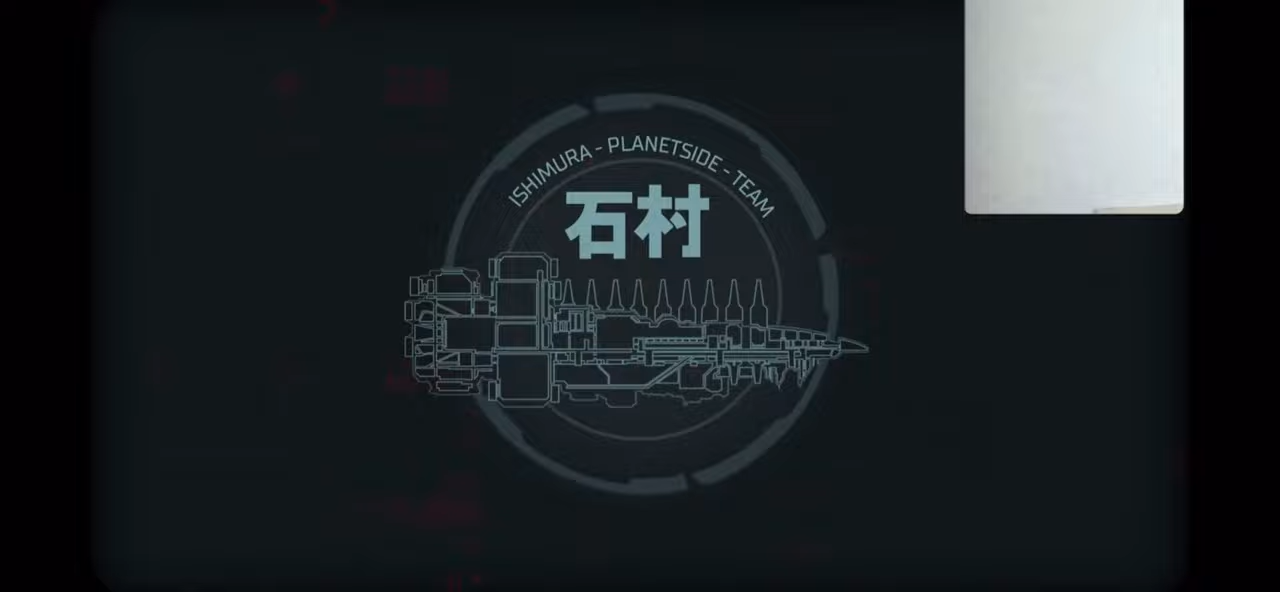 ISHIMURA - PLANETSIDE - TEAM
石村